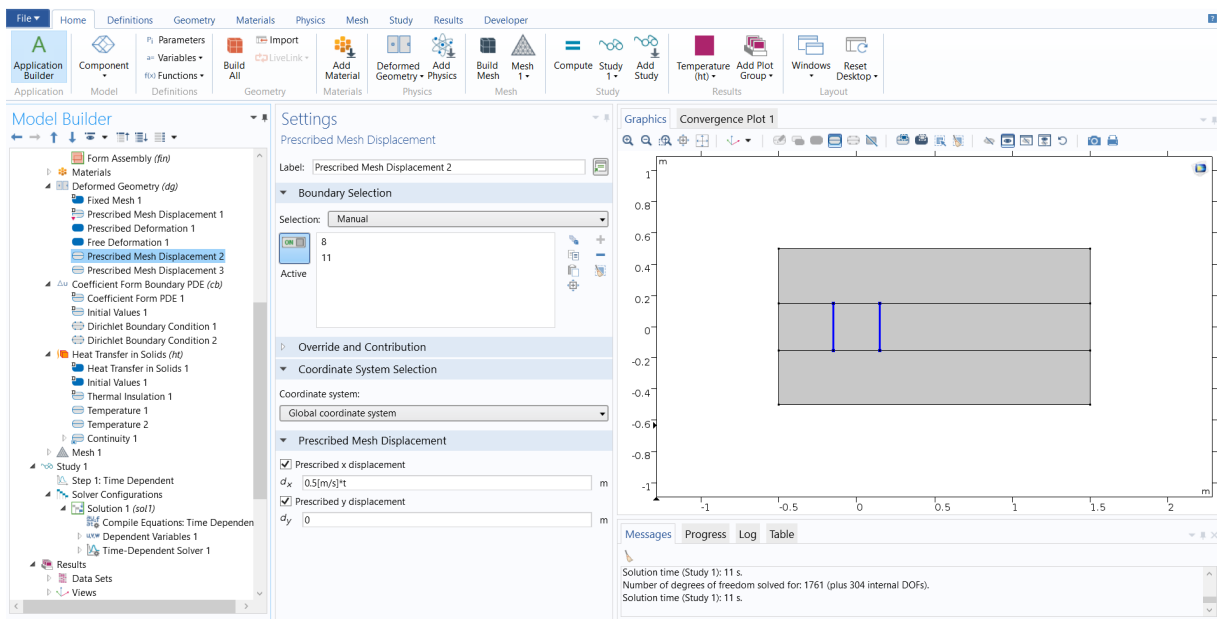 File Home Definitions Geometry Materials Physics Mesh Study Results Developer
Application Builder
Component
Pi Parameters
a= Variables
f(x) Functions
Build All
Import
LiveLink
Add Material
Deformed Geometry
Add Physics
Build Mesh
Mesh 1
Compute
Study 1
Add Study
Temperature (ht)
Add Plot Group
Windows
Reset Desktop
Application Model Definitions Geometry Materials Physics Mesh Study Results Layout
Model Builder
Form Assembly (fin)
Materials
Deformed Geometry (dg)
Fixed Mesh 1
Prescribed Mesh Displacement 1
Prescribed Deformation 1
Free Deformation 1
Prescribed Mesh Displacement 2
Prescribed Mesh Displacement 3
Δu Coefficient Form Boundary PDE (cb)
Coefficient Form PDE 1
Initial Values 1
Dirichlet Boundary Condition 1
Dirichlet Boundary Condition 2
Heat Transfer in Solids (ht)
Heat Transfer in Solids 1
Initial Values 1
Thermal Insulation 1
Temperature 1
Temperature 2
Continuity 1
Mesh 1
Study 1
Step 1: Time Dependent
Solver Configurations
Solution 1 (sol1)
Compile Equations: Time Dependen
Dependent Variables 1
Time-Dependent Solver 1
Results
Data Sets
Views
Settings
Prescribed Mesh Displacement
Label: Prescribed Mesh Displacement 2
Boundary Selection
Selection: Manual
ON
Active
8
11
Override and Contribution
Coordinate System Selection
Coordinate system:
Global coordinate system
Prescribed Mesh Displacement
Prescribed x displacement
dx 0.5[m/s]*t m
Prescribed y displacement
dy 0 m
Graphics Convergence Plot 1
m
1
0.8
0.6
0.4
0.2
0
-0.2
-0.4
-0.6
-0.8
-1
m
-1 -0.5 0 0.5 1 1.5 2
Messages Progress Log Table
Solution time (Study 1): 11 s.
Number of degrees of freedom solved for: 1761 (plus 304 internal DOFs).
Solution time (Study 1): 11 s.